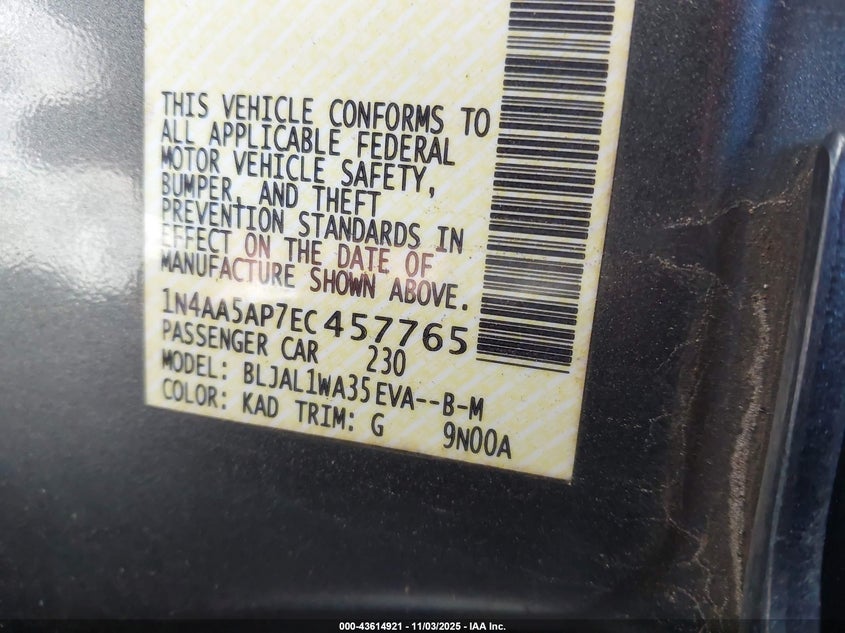 THIS VEHICLE CONFORMS TO
ALL APPLICABLE FEDERAL
MOTOR VEHICLE SAFETY,
BUMPER, AND THEFT
PREVENTION STANDARDS IN
EFFECT ON THE DATE OF
MANUFACTURE SHOWN ABOVE.
1N4AA5AP7EC457765
PASSENGER CAR 230
MODEL: BLJAL1WA35EVA--B-M
COLOR: KAD TRIM: G 9N00A
000-43614921 - 11/03/2025 - IAA Inc.